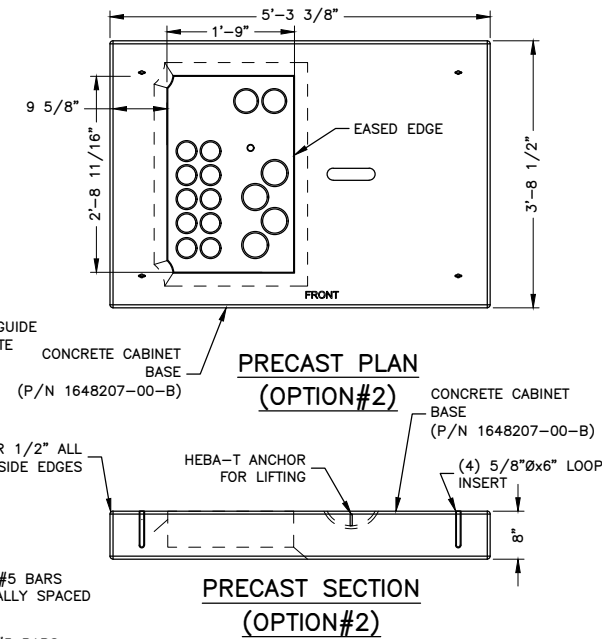 5'-3 3/8"
1'-9"
9 5/8"
EASED EDGE
2'-8 11/16"
3'-8 1/2"
FRONT
GUIDE
CONCRETE CABINET
BASE
(P/N 1648207-00-B)
PRECAST PLAN
(OPTION#2)
CONCRETE CABINET
BASE
(P/N 1648207-00-B)
1/2" ALL
SIDE EDGES
HEBA-T ANCHOR
FOR LIFTING
(4) 5/8"Øx6" LOOP
INSERT
8"
#5 BARS
SPACED
PRECAST SECTION
(OPTION#2)